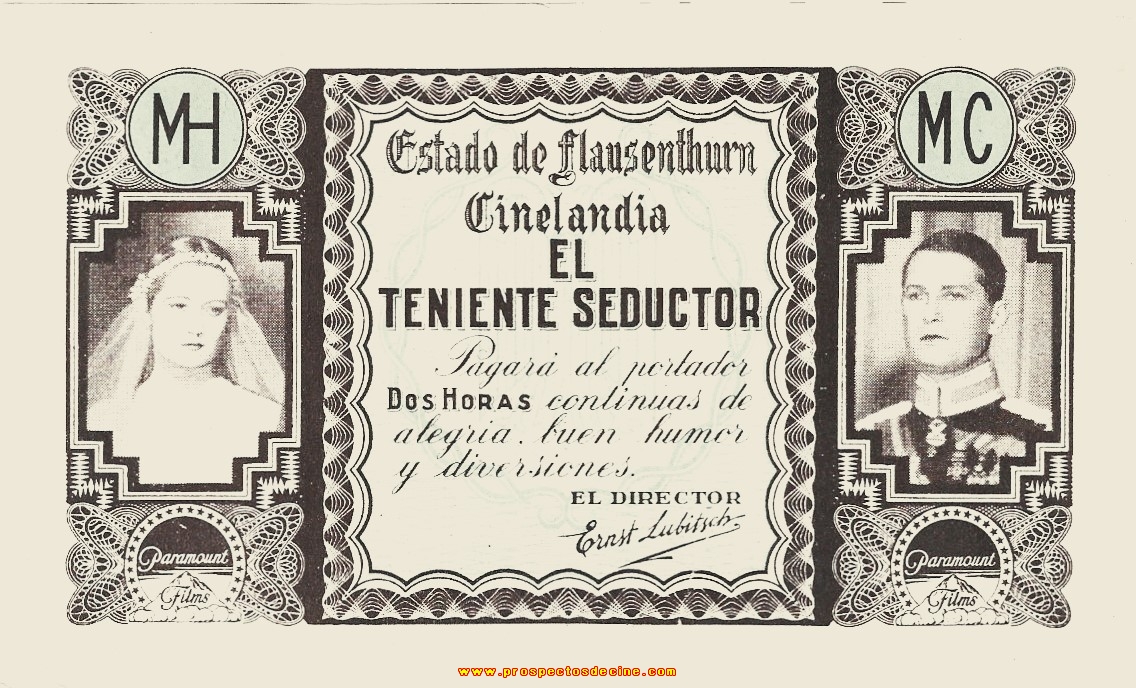 MH
MC
Estado de Flausenthurn
Cinelandia
EL
TENIENTE SEDUCTOR
Pagará al portador
DOS HORAS continuas de
alegria. buen humor
y diversiones.
EL DIRECTOR
Ernst Lubitsch
Paramount
Films
Paramount
Films
www.prospectosdecine.com